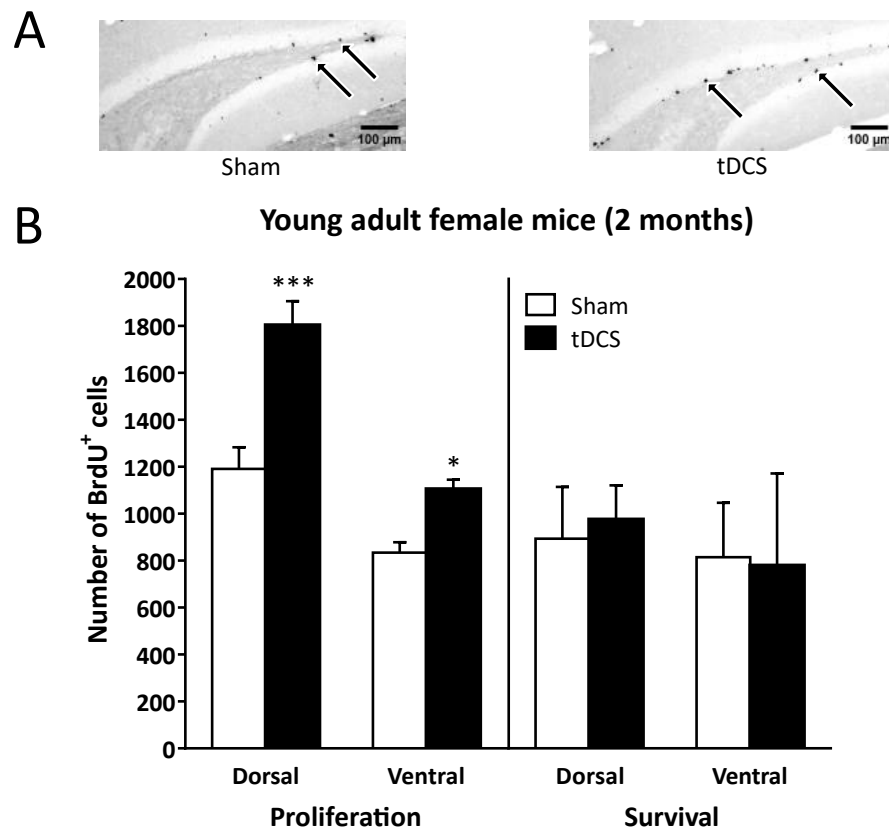 A
100 µm
100 µm
Sham
tDCS
B
Young adult female mice (2 months)
Number of BrdU⁺ cells
2000
1800
1600
1400
1200
1000
800
600
400
200
0
***
*
Sham
tDCS
Dorsal
Ventral
Dorsal
Ventral
Proliferation
Survival